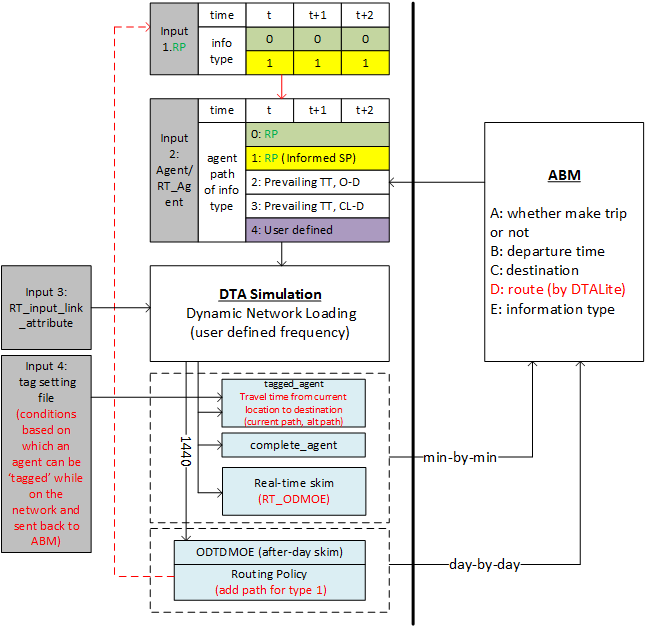 Input
1.RP
time
t
t+1
t+2
info
type
0
0
0
1
1
1
Input
2:
Agent/
RT_Ag
ent
time
t
t+1
t+2
agent
path
of info
type
0: RP
1: RP (Informed SP)
2: Prevailing TT, O-D
3: Prevailing TT, CL-D
4: User defined
ABM
A: whether make trip
or not
B: departure time
C: destination
D: route (by DTALite)
E: information type
Input 3:
RT_input_link
_attribute
DTA Simulation
Dynamic Network Loading
(user defined frequency)
Input 4:
tag setting
file
(conditions
based on
which an
agent can be
‘tagged’ while
on the
network and
sent back to
ABM)
1440
tagged_agent
Travel time from current
location to destination
(current path, alt path)
complete_agent
Real-time skim
(RT_ODMOE)
min-by-min
ODTDMOE (after-day skim)
Routing Policy
(add path for type 1)
day-by-day